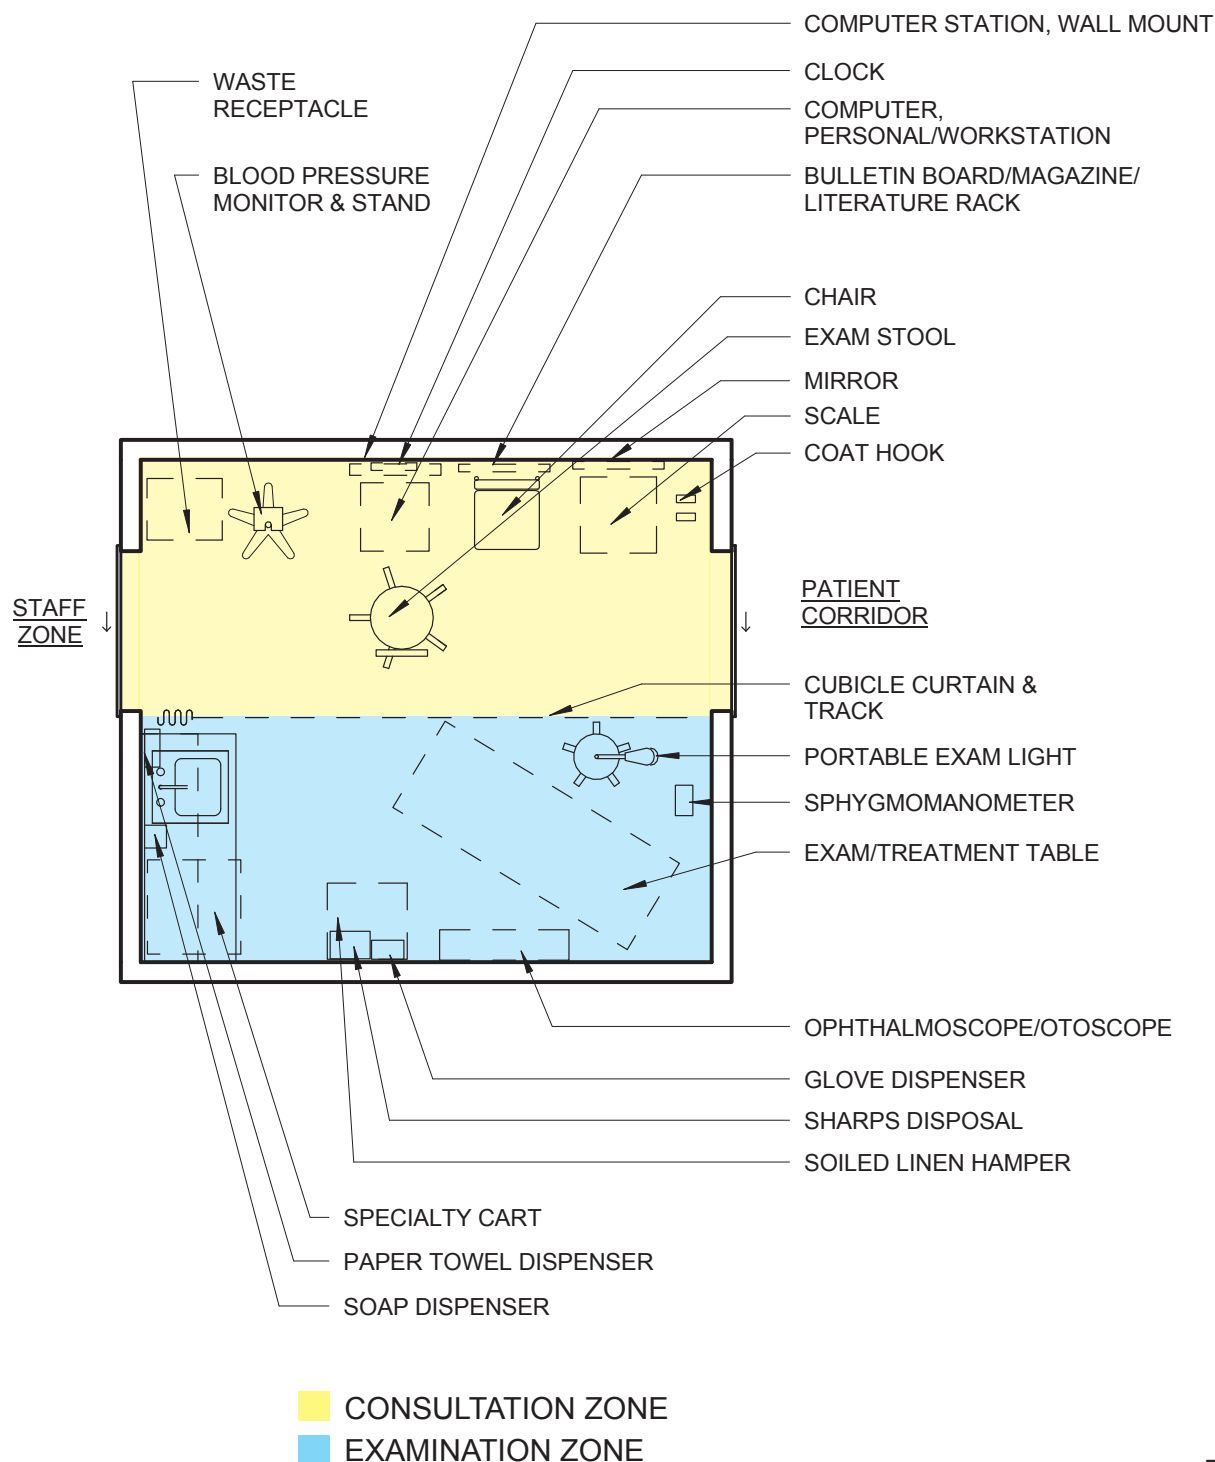 COMPUTER STATION, WALL MOUNT
CLOCK
COMPUTER,
PERSONAL/WORKSTATION
BULLETIN BOARD/MAGAZINE/
LITERATURE RACK
WASTE
RECEPTACLE
BLOOD PRESSURE
MONITOR & STAND
CHAIR
EXAM STOOL
MIRROR
SCALE
COAT HOOK
STAFF
ZONE
PATIENT
CORRIDOR
CUBICLE CURTAIN &
TRACK
PORTABLE EXAM LIGHT
SPHYGMOMANOMETER
EXAM/TREATMENT TABLE
OPHTHALMOSCOPE/OTOSCOPE
GLOVE DISPENSER
SHARPS DISPOSAL
SOILED LINEN HAMPER
SPECIALTY CART
PAPER TOWEL DISPENSER
SOAP DISPENSER
CONSULTATION ZONE
EXAMINATION ZONE